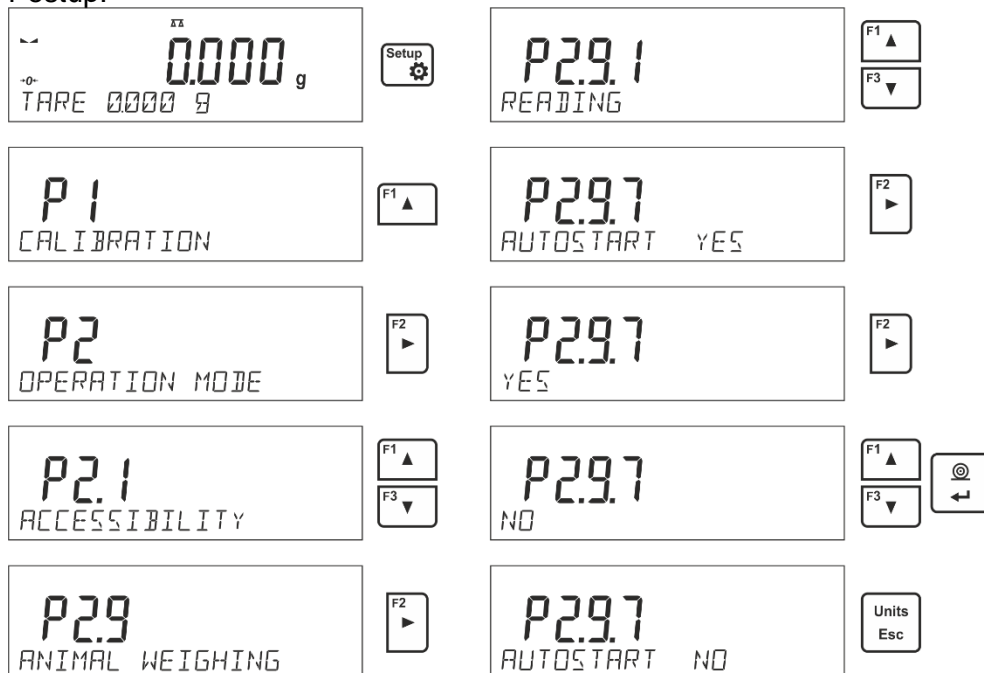 Postup:
0.000 g
→0←
TARE 0.000 g
Setup
P1
CALIBRATION
F1
P2
OPERATION MODE
F2
P2.1
ACCESSIBILITY
F1
F3
P2.9
ANIMAL WEIGHING
F2
P2.9.1
READING
F1
F3
P2.9.7
AUTOSTART YES
F2
P2.9.7
YES
F2
P2.9.7
NO
F1
F3
P2.9.7
AUTOSTART NO
Units
Esc